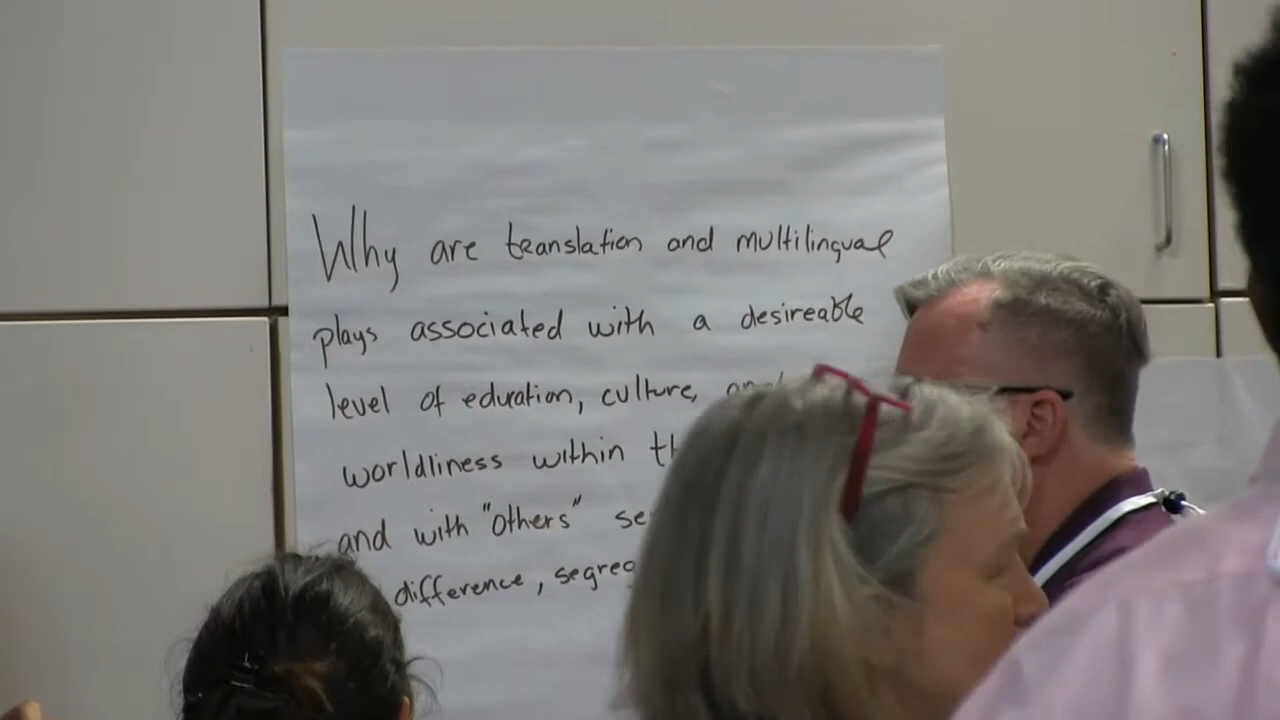 Why are translation and multilingual
plays associated with a desireable
level of education, culture,
worldliness within
and with "others"
difference,